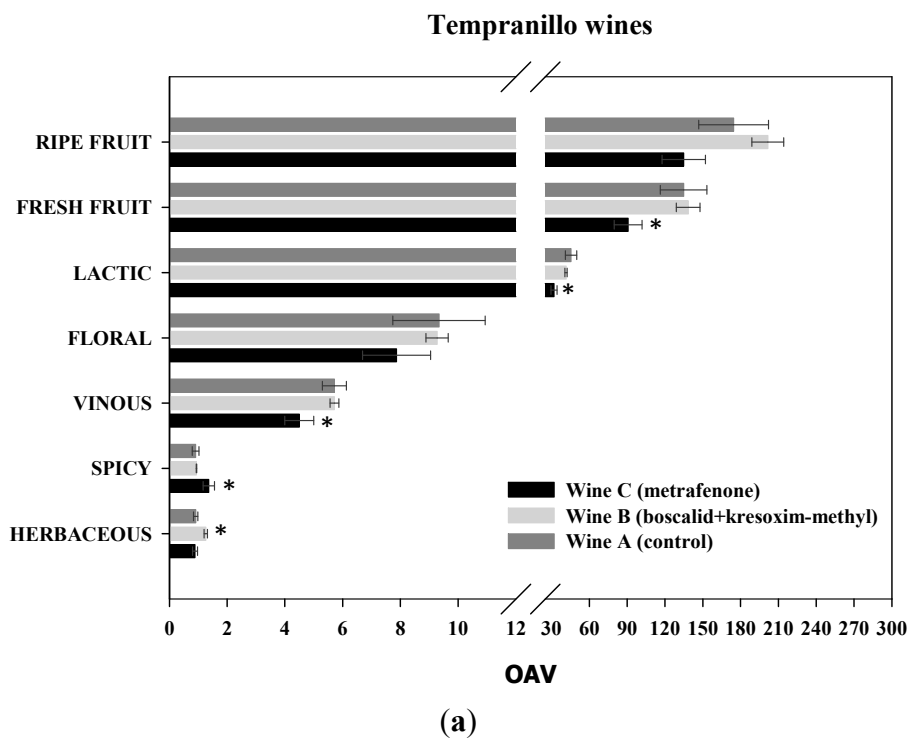 Tempranillo wines
RIPE FRUIT
FRESH FRUIT
*
LACTIC
*
FLORAL
VINOUS
*
SPICY
*
HERBACEOUS
*
Wine C (metrafenone)
Wine B (boscalid+kresoxim-methyl)
Wine A (control)
0 2 4 6 8 10 12 30 60 90 120 150 180 210 240 270 300
OAV
(a)